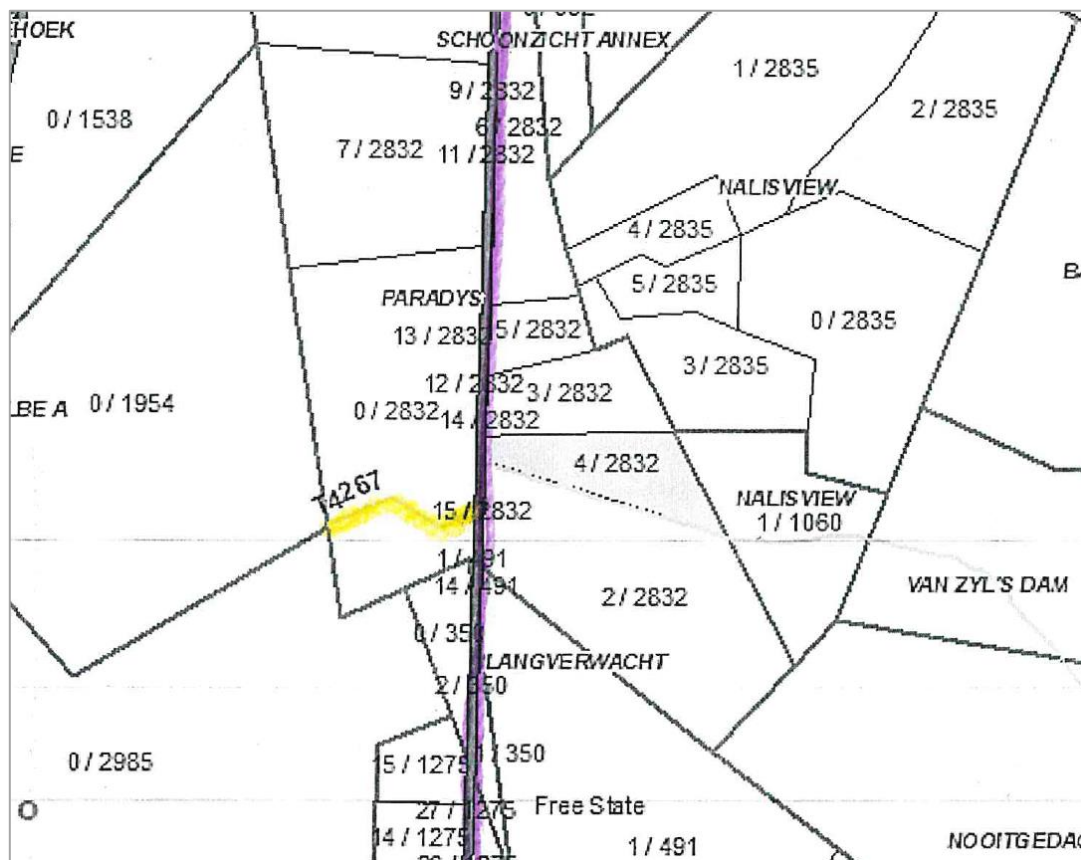 HOEK
SCHOONZICHT ANNEX
1 / 2835
9 / 2832
2 / 2835
0 / 1538
6 / 2832
7 / 2832
11 / 2832
E
NALISVIEW
4 / 2835
5 / 2835
PARADYS
0 / 2835
13 / 2832
5 / 2832
3 / 2835
12 / 2832
3 / 2832
LBE A
0 / 1954
0 / 2832
14 / 2832
4 / 2832
T4267
NALISVIEW
15 / 2832
1 / 1060
1 / 491
14 / 491
VAN ZYL'S DAM
2 / 2832
0 / 350
LANGVERWACHT
2 / 350
0 / 2985
15 / 1275
1 / 350
27 / 1275
Free State
O
14 / 1275
1 / 491
NOOITGEDAC